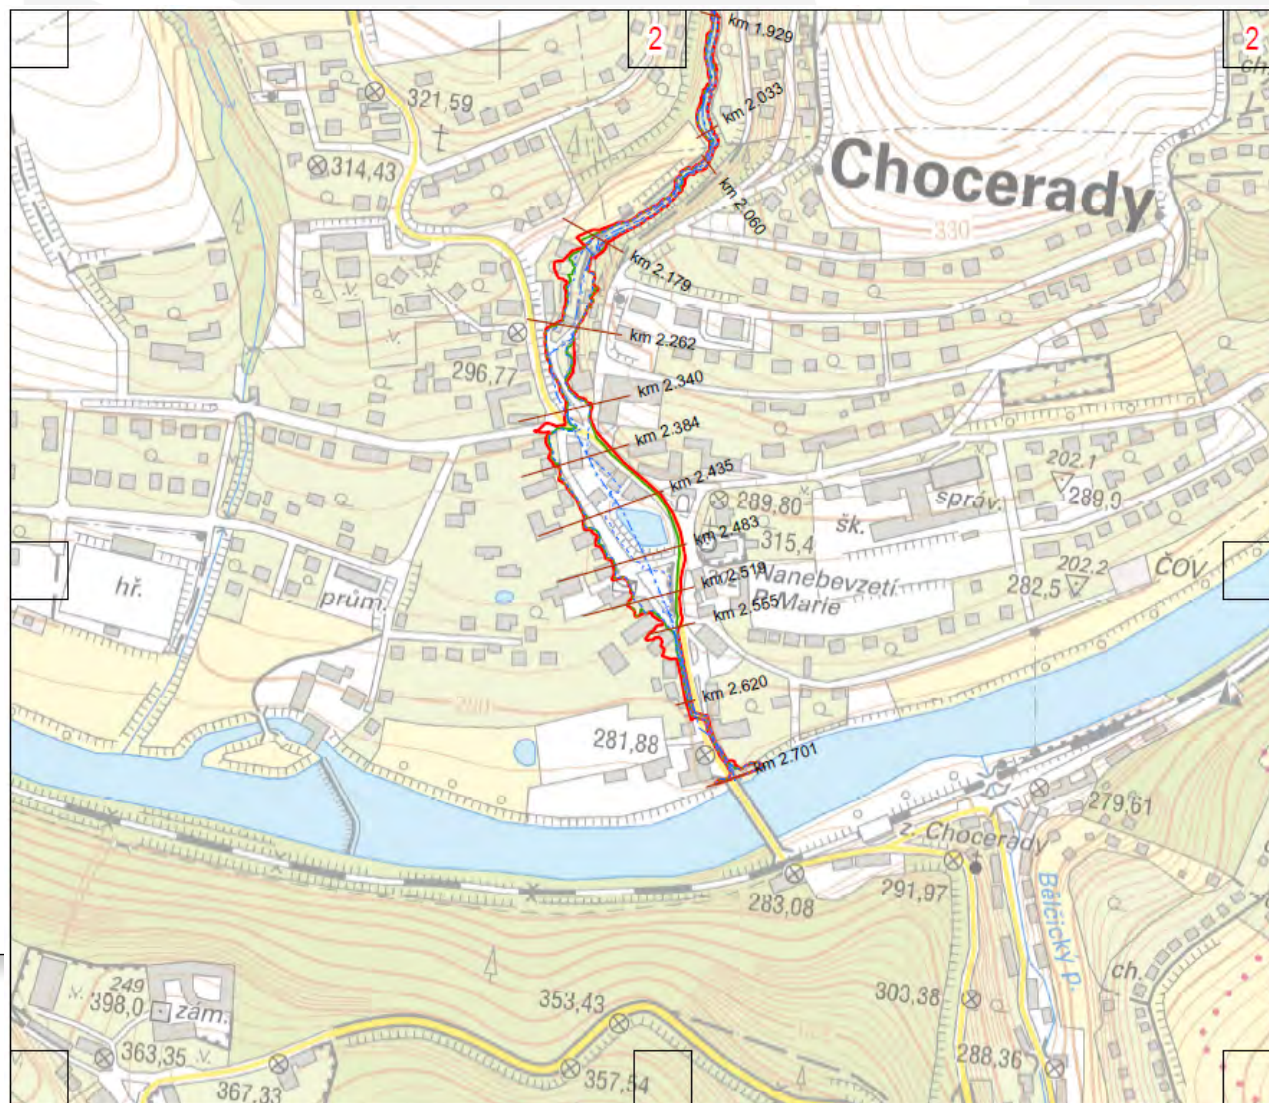 2
2
km 1.929
ch.
321,59
km 2.033
314,43
Chocerady
km 2.060
330
km 2.179
km 2.262
296,77
km 2.340
km 2.384
km 2.435
202.1
289,80
správ.
289,9
šk.
km 2.483
315,4
hř.
km 2.519
Nanebevzetí
P. Marie
202.2
282,5
ČOV
prům.
km 2.565
km 2.620
280
281,88
km 2.701
279,61
z. Chocerady
291,97
283,08
Bělčický p.
ch.
249
398,0
zám.
353,43
303,38
363,35
288,36
367,33
357,54